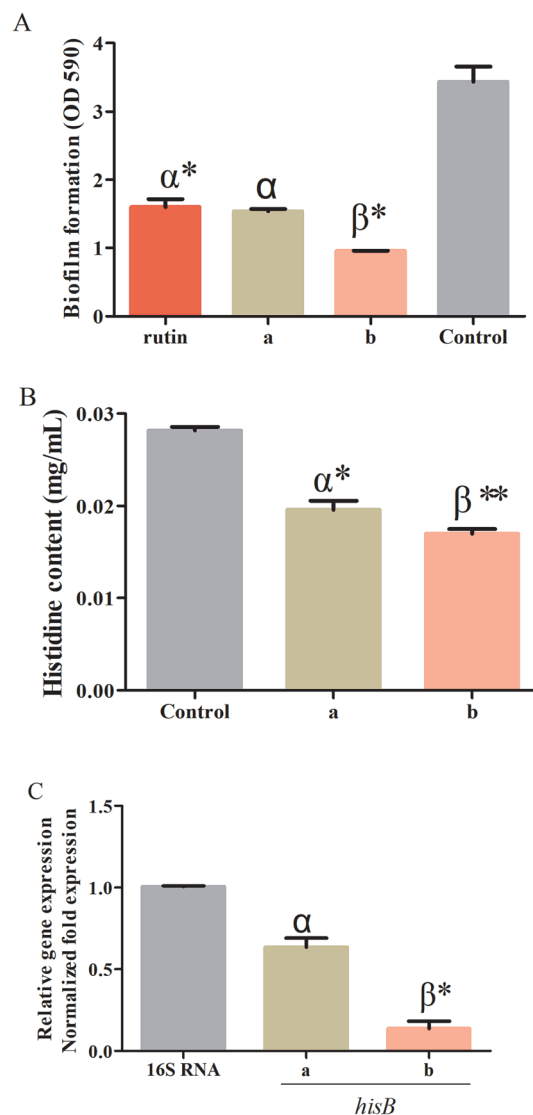 A
Biofilm formation (OD 590)
4
3
2
1
0
α*
α
β*
rutin
a
b
Control
B
Histidine content (mg/mL)
0.03
0.02
0.01
0.00
α*
β**
Control
a
b
C
Relative gene expression
Normalized fold expression
1.5
1.0
0.5
0.0
α
β*
16S RNA
a
b
hisB